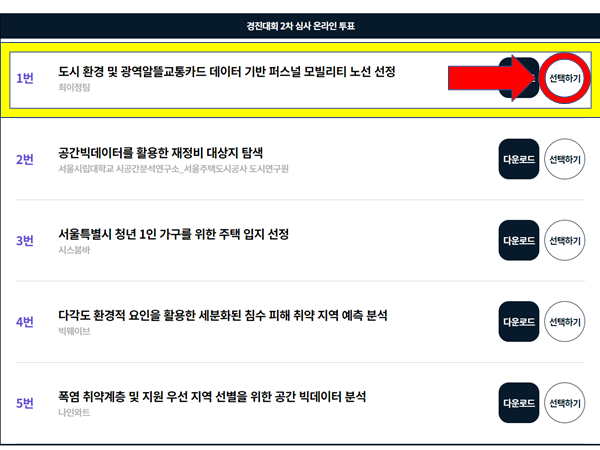 경진대회 2차 심사 온라인 투표
1번
도시 환경 및 광역알뜰교통카드 데이터 기반 퍼스널 모빌리티 노선 선정
최이정팀
선택하기
2번
공간빅데이터를 활용한 재정비 대상지 탐색
서울시립대학교 시공간분석연구소_서울주택도시공사 도시연구원
다운로드
선택하기
3번
서울특별시 청년 1인 가구를 위한 주택 입지 선정
시스붐바
다운로드
선택하기
4번
다각도 환경적 요인을 활용한 세분화된 침수 피해 취약 지역 예측 분석
빅웨이브
다운로드
선택하기
5번
폭염 취약계층 및 지원 우선 지역 선별을 위한 공간 빅데이터 분석
나인와트
다운로드
선택하기